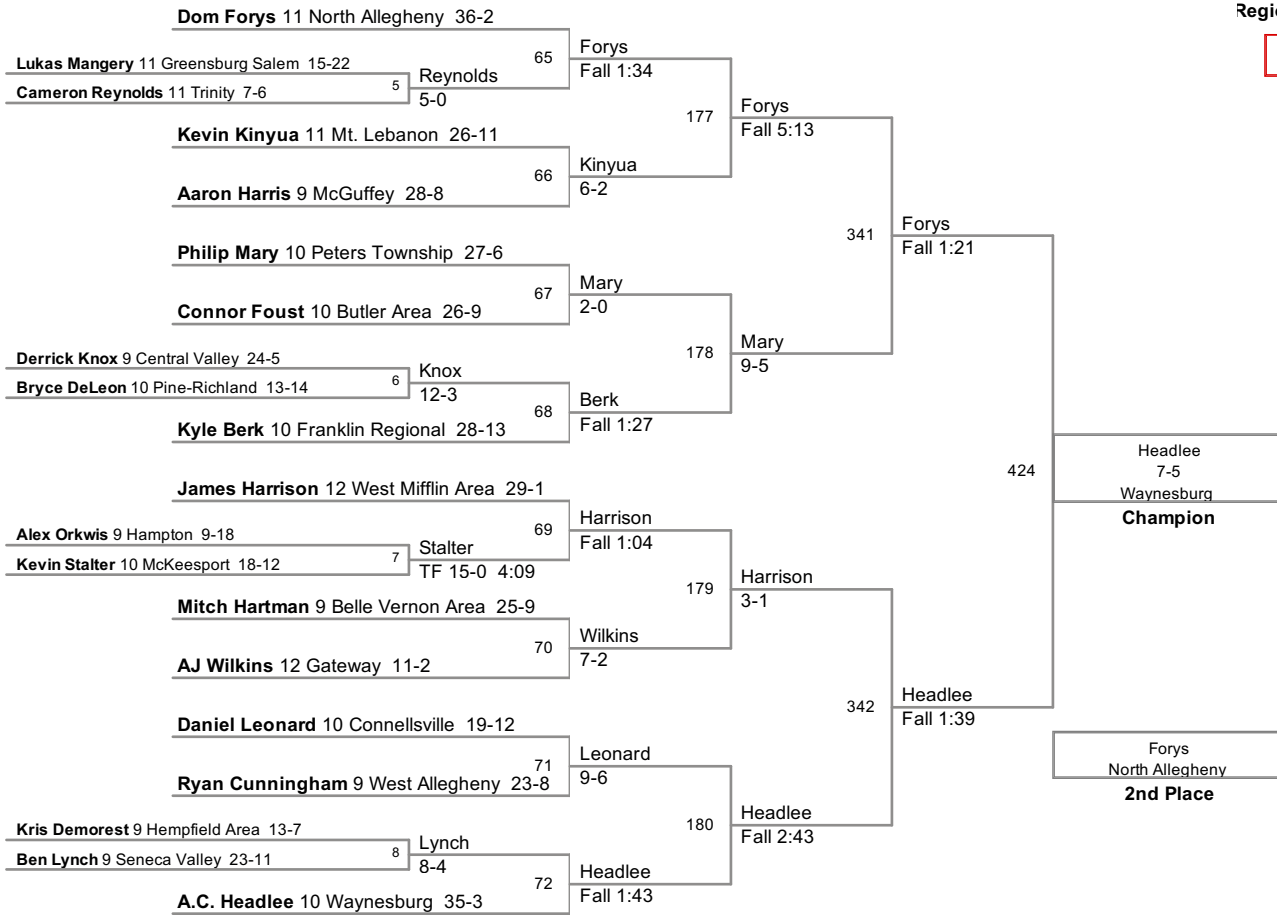 Dom Forys 11 North Allegheny 36-2
Regi
65
Forys
Fall 1:34
Lukas Mangery 11 Greensburg Salem 15-22
Cameron Reynolds 11 Trinity 7-6
5
Reynolds
5-0
177
Forys
Fall 5:13
Kevin Kinyua 11 Mt. Lebanon 26-11
66
Kinyua
6-2
Aaron Harris 9 McGuffey 28-8
341
Forys
Fall 1:21
Philip Mary 10 Peters Township 27-6
67
Mary
2-0
Connor Foust 10 Butler Area 26-9
178
Mary
9-5
Derrick Knox 9 Central Valley 24-5
Bryce DeLeon 10 Pine-Richland 13-14
6
Knox
12-3
68
Berk
Fall 1:27
Kyle Berk 10 Franklin Regional 28-13
424
Headlee
7-5
Waynesburg
Champion
James Harrison 12 West Mifflin Area 29-1
69
Harrison
Fall 1:04
Alex Orkwis 9 Hampton 9-18
Kevin Stalter 10 McKeesport 18-12
7
Stalter
TF 15-0 4:09
179
Harrison
3-1
Mitch Hartman 9 Belle Vernon Area 25-9
70
Wilkins
7-2
AJ Wilkins 12 Gateway 11-2
342
Headlee
Fall 1:39
Daniel Leonard 10 Connellsville 19-12
71
Leonard
9-6
Ryan Cunningham 9 West Allegheny 23-8
Forys
North Allegheny
2nd Place
180
Headlee
Fall 2:43
Kris Demorest 9 Hempfield Area 13-7
Ben Lynch 9 Seneca Valley 23-11
8
Lynch
8-4
72
Headlee
Fall 1:43
A.C. Headlee 10 Waynesburg 35-3